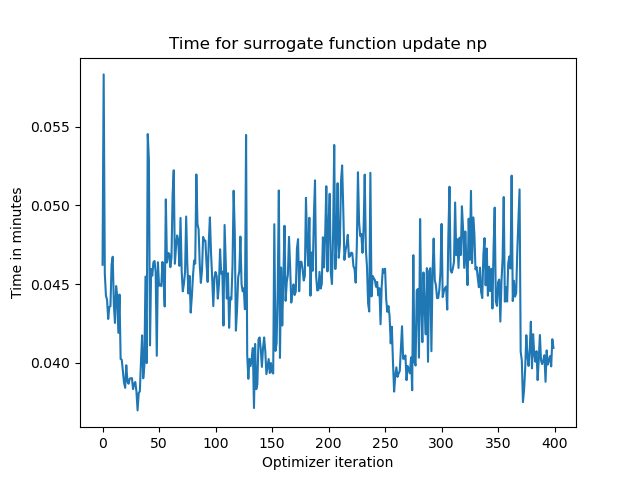 Time for surrogate function update np
Time in minutes
0.055
0.050
0.045
0.040
0 50 100 150 200 250 300 350 400
Optimizer iteration